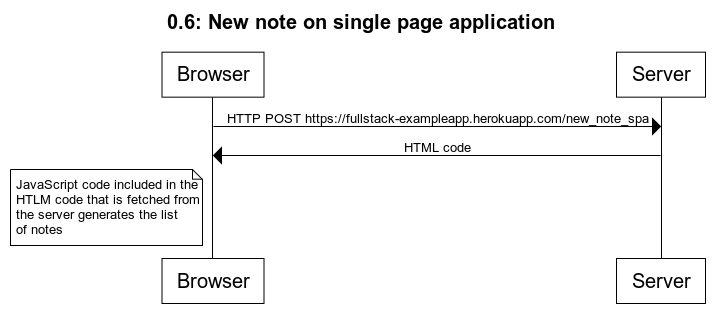 0.6: New note on single page application
Browser
Server
HTTP POST https://fullstack-exampleapp.herokuapp.com/new_note_spa
HTML code
JavaScript code included in the
HTLM code that is fetched from
the server generates the list
of notes
Browser
Server